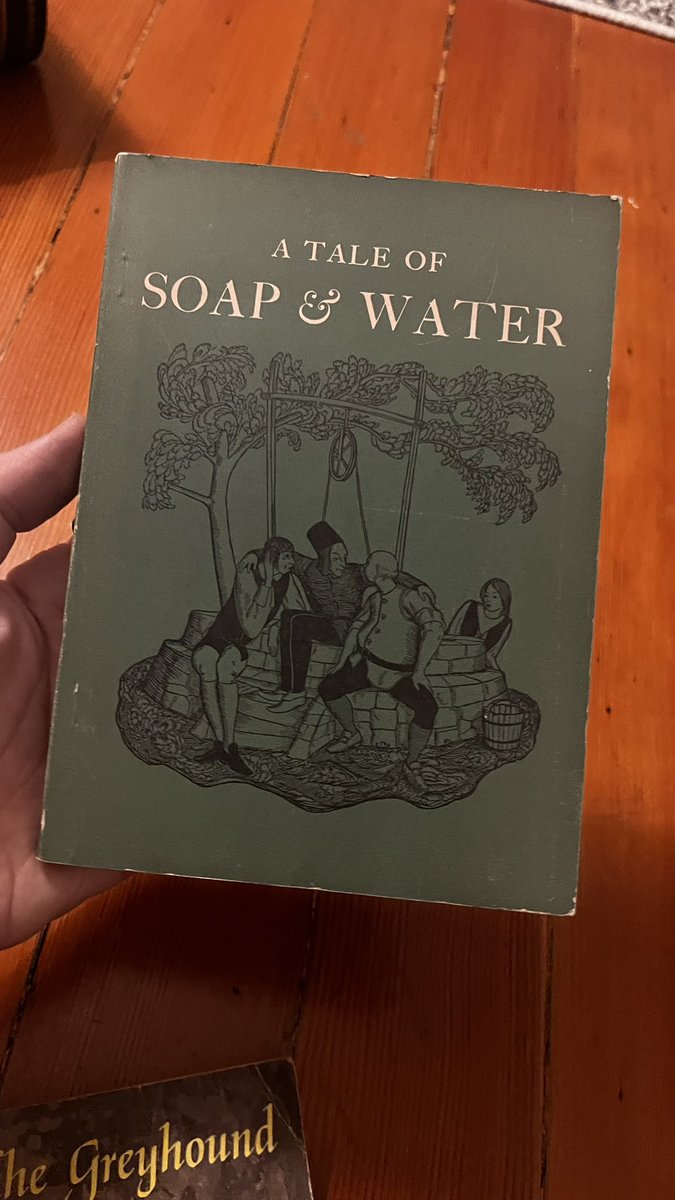 A TALE OF
SOAP & WATER
The Greyhound